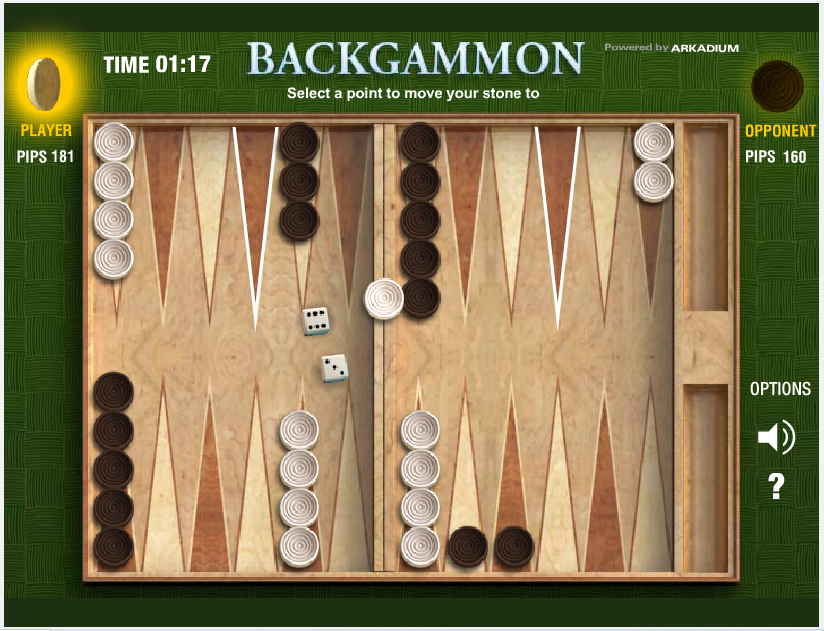 TIME 01:17
BACKGAMMON
Powered by ARKADIUM
Select a point to move your stone to
PLAYER
PIPS 181
OPPONENT
PIPS 160
OPTIONS
?